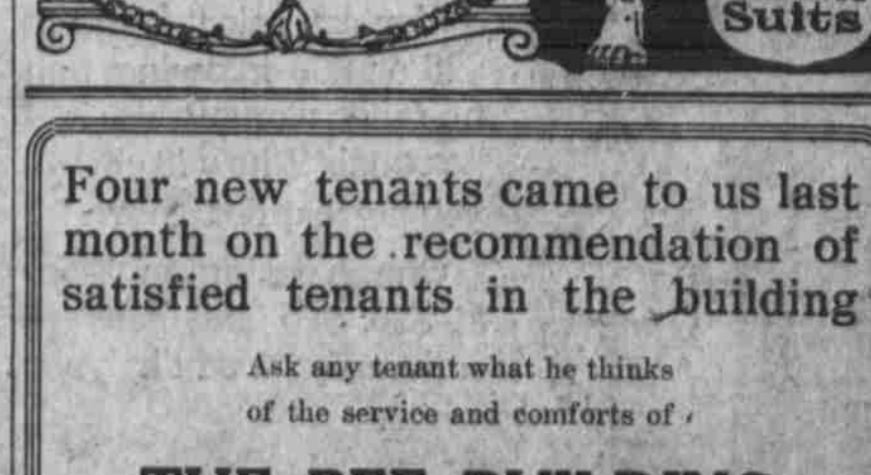 Suits
Four new tenants came to us last
month on the recommendation of
satisfied tenants in the building
Ask any tenant what he thinks
of the service and comforts of